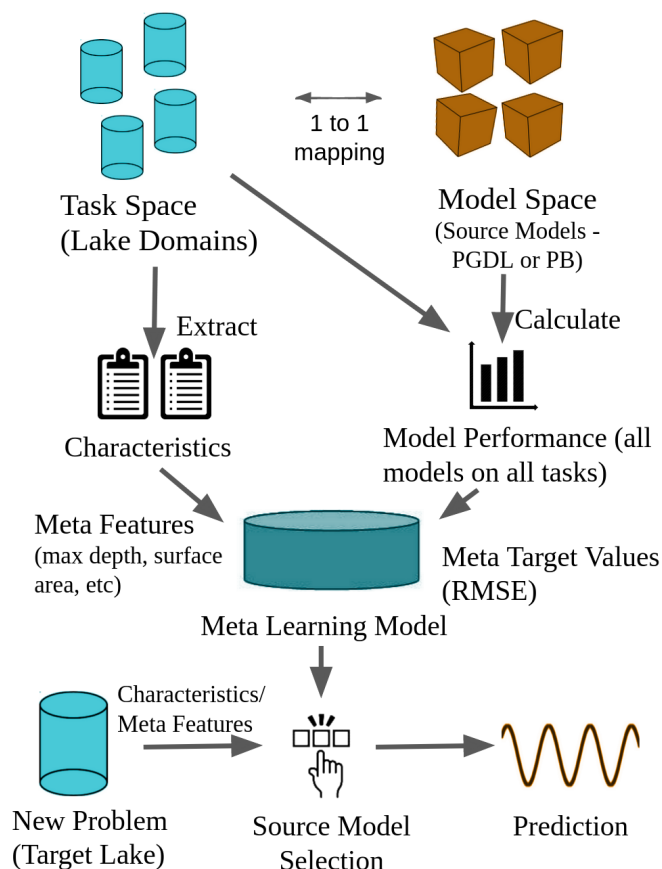 1 to 1
mapping
Task Space
(Lake Domains)
Model Space
(Source Models -
PGDL or PB)
Extract
Calculate
Characteristics
Model Performance (all
models on all tasks)
Meta Features
(max depth, surface
area, etc)
Meta Target Values
(RMSE)
Meta Learning Model
Characteristics/
Meta Features
New Problem
(Target Lake)
Source Model
Selection
Prediction